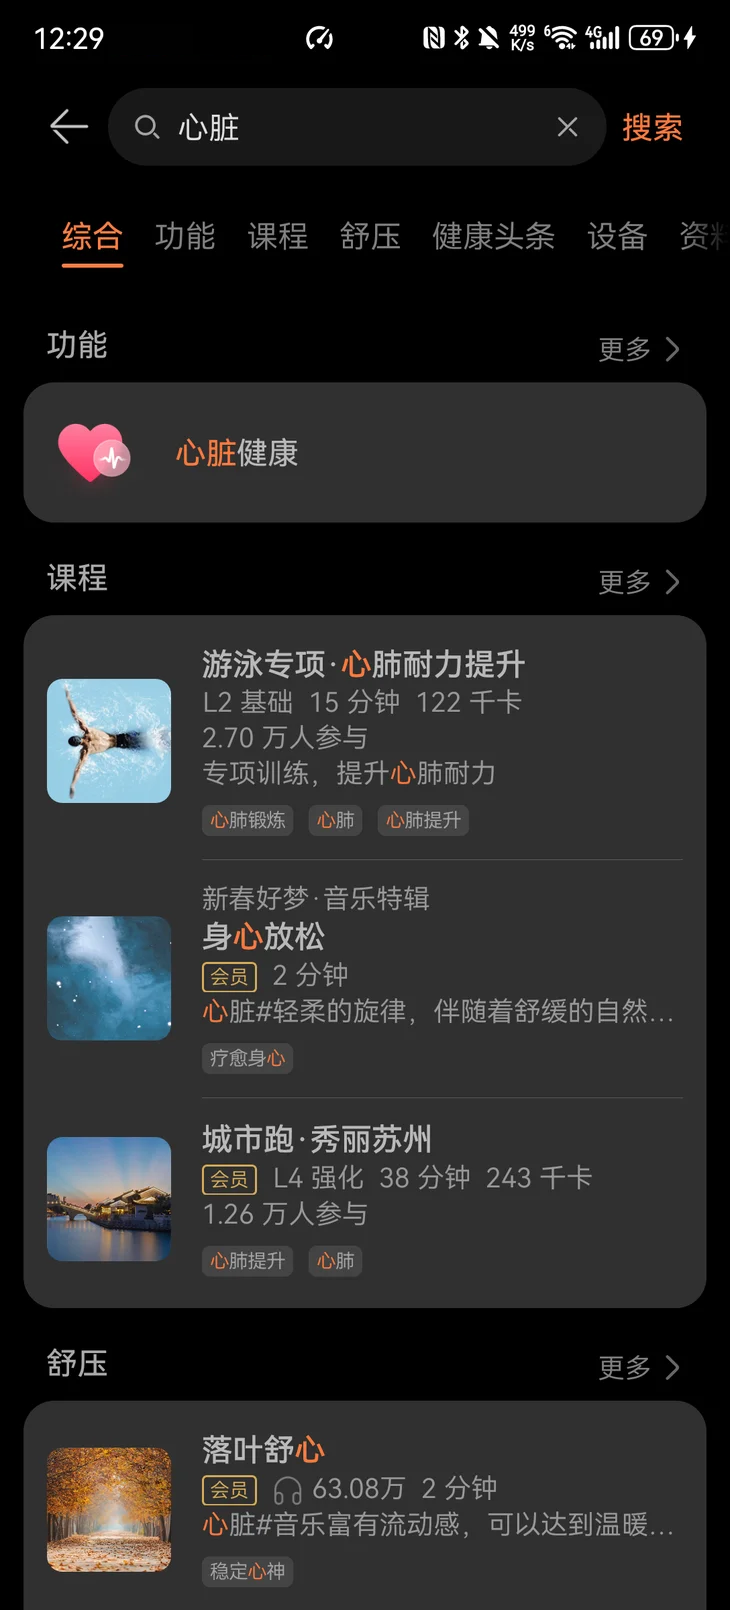 12:29
499 K/s
6
4G
69
心脏
搜索
综合 功能 课程 舒压 健康头条 设备
功能
更多
心脏健康
课程
更多
游泳专项·心肺耐力提升
L2 基础 15 分钟 122 千卡
2.70 万人参与
专项训练，提升心肺耐力
心肺锻炼 心肺 心肺提升
新春好梦·音乐特辑
身心放松
会员 2 分钟
心脏#轻柔的旋律，伴随着舒缓的自然…
疗愈身心
城市跑·秀丽苏州
会员 L4 强化 38 分钟 243 千卡
1.26 万人参与
心肺提升 心肺
舒压
更多
落叶舒心
会员 63.08万 2 分钟
心脏#音乐富有流动感，可以达到温暖…
稳定心神